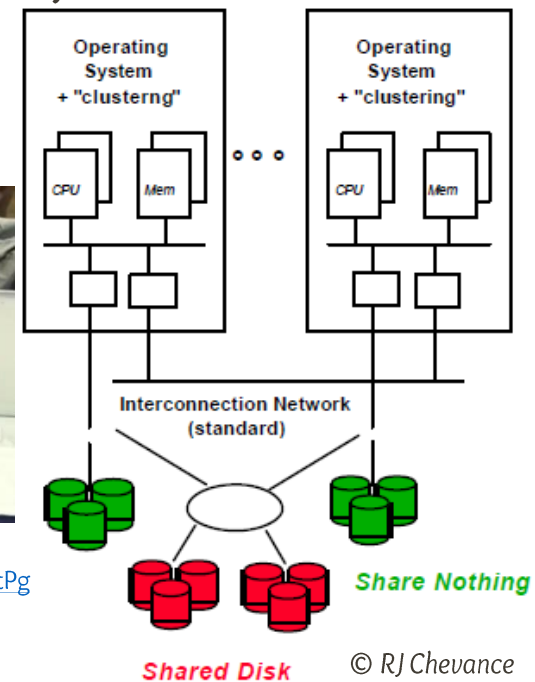 Operating
System
+ "clusterng"
CPU
Mem
Operating
System
+ "clustering"
CPU
Mem
Interconnection Network
(standard)
tPg
Share Nothing
Shared Disk
© RJ Chevance